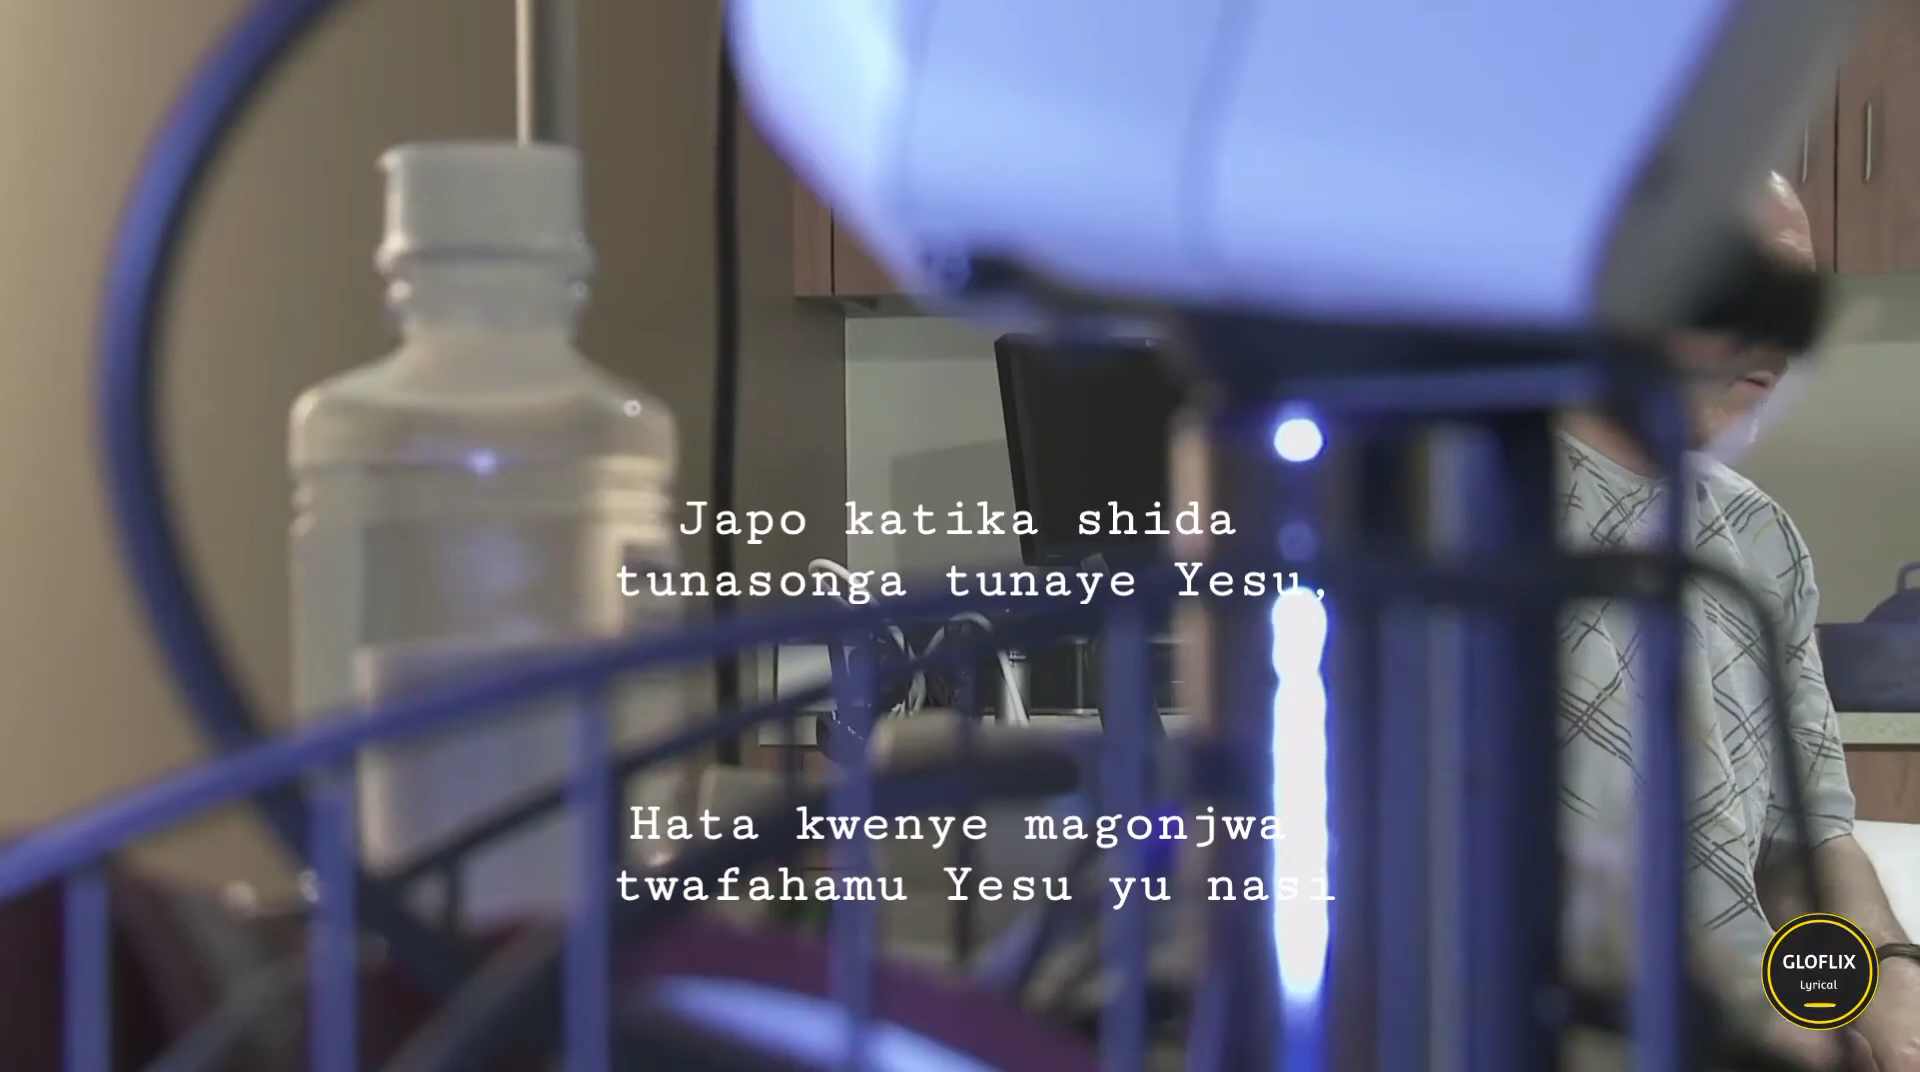 Japo katika shida
tunasonga tunaye Yesu,
Hata kwenye magonjwa
twafahamu Yesu yu nasi
GLOFLIX
Lyrical